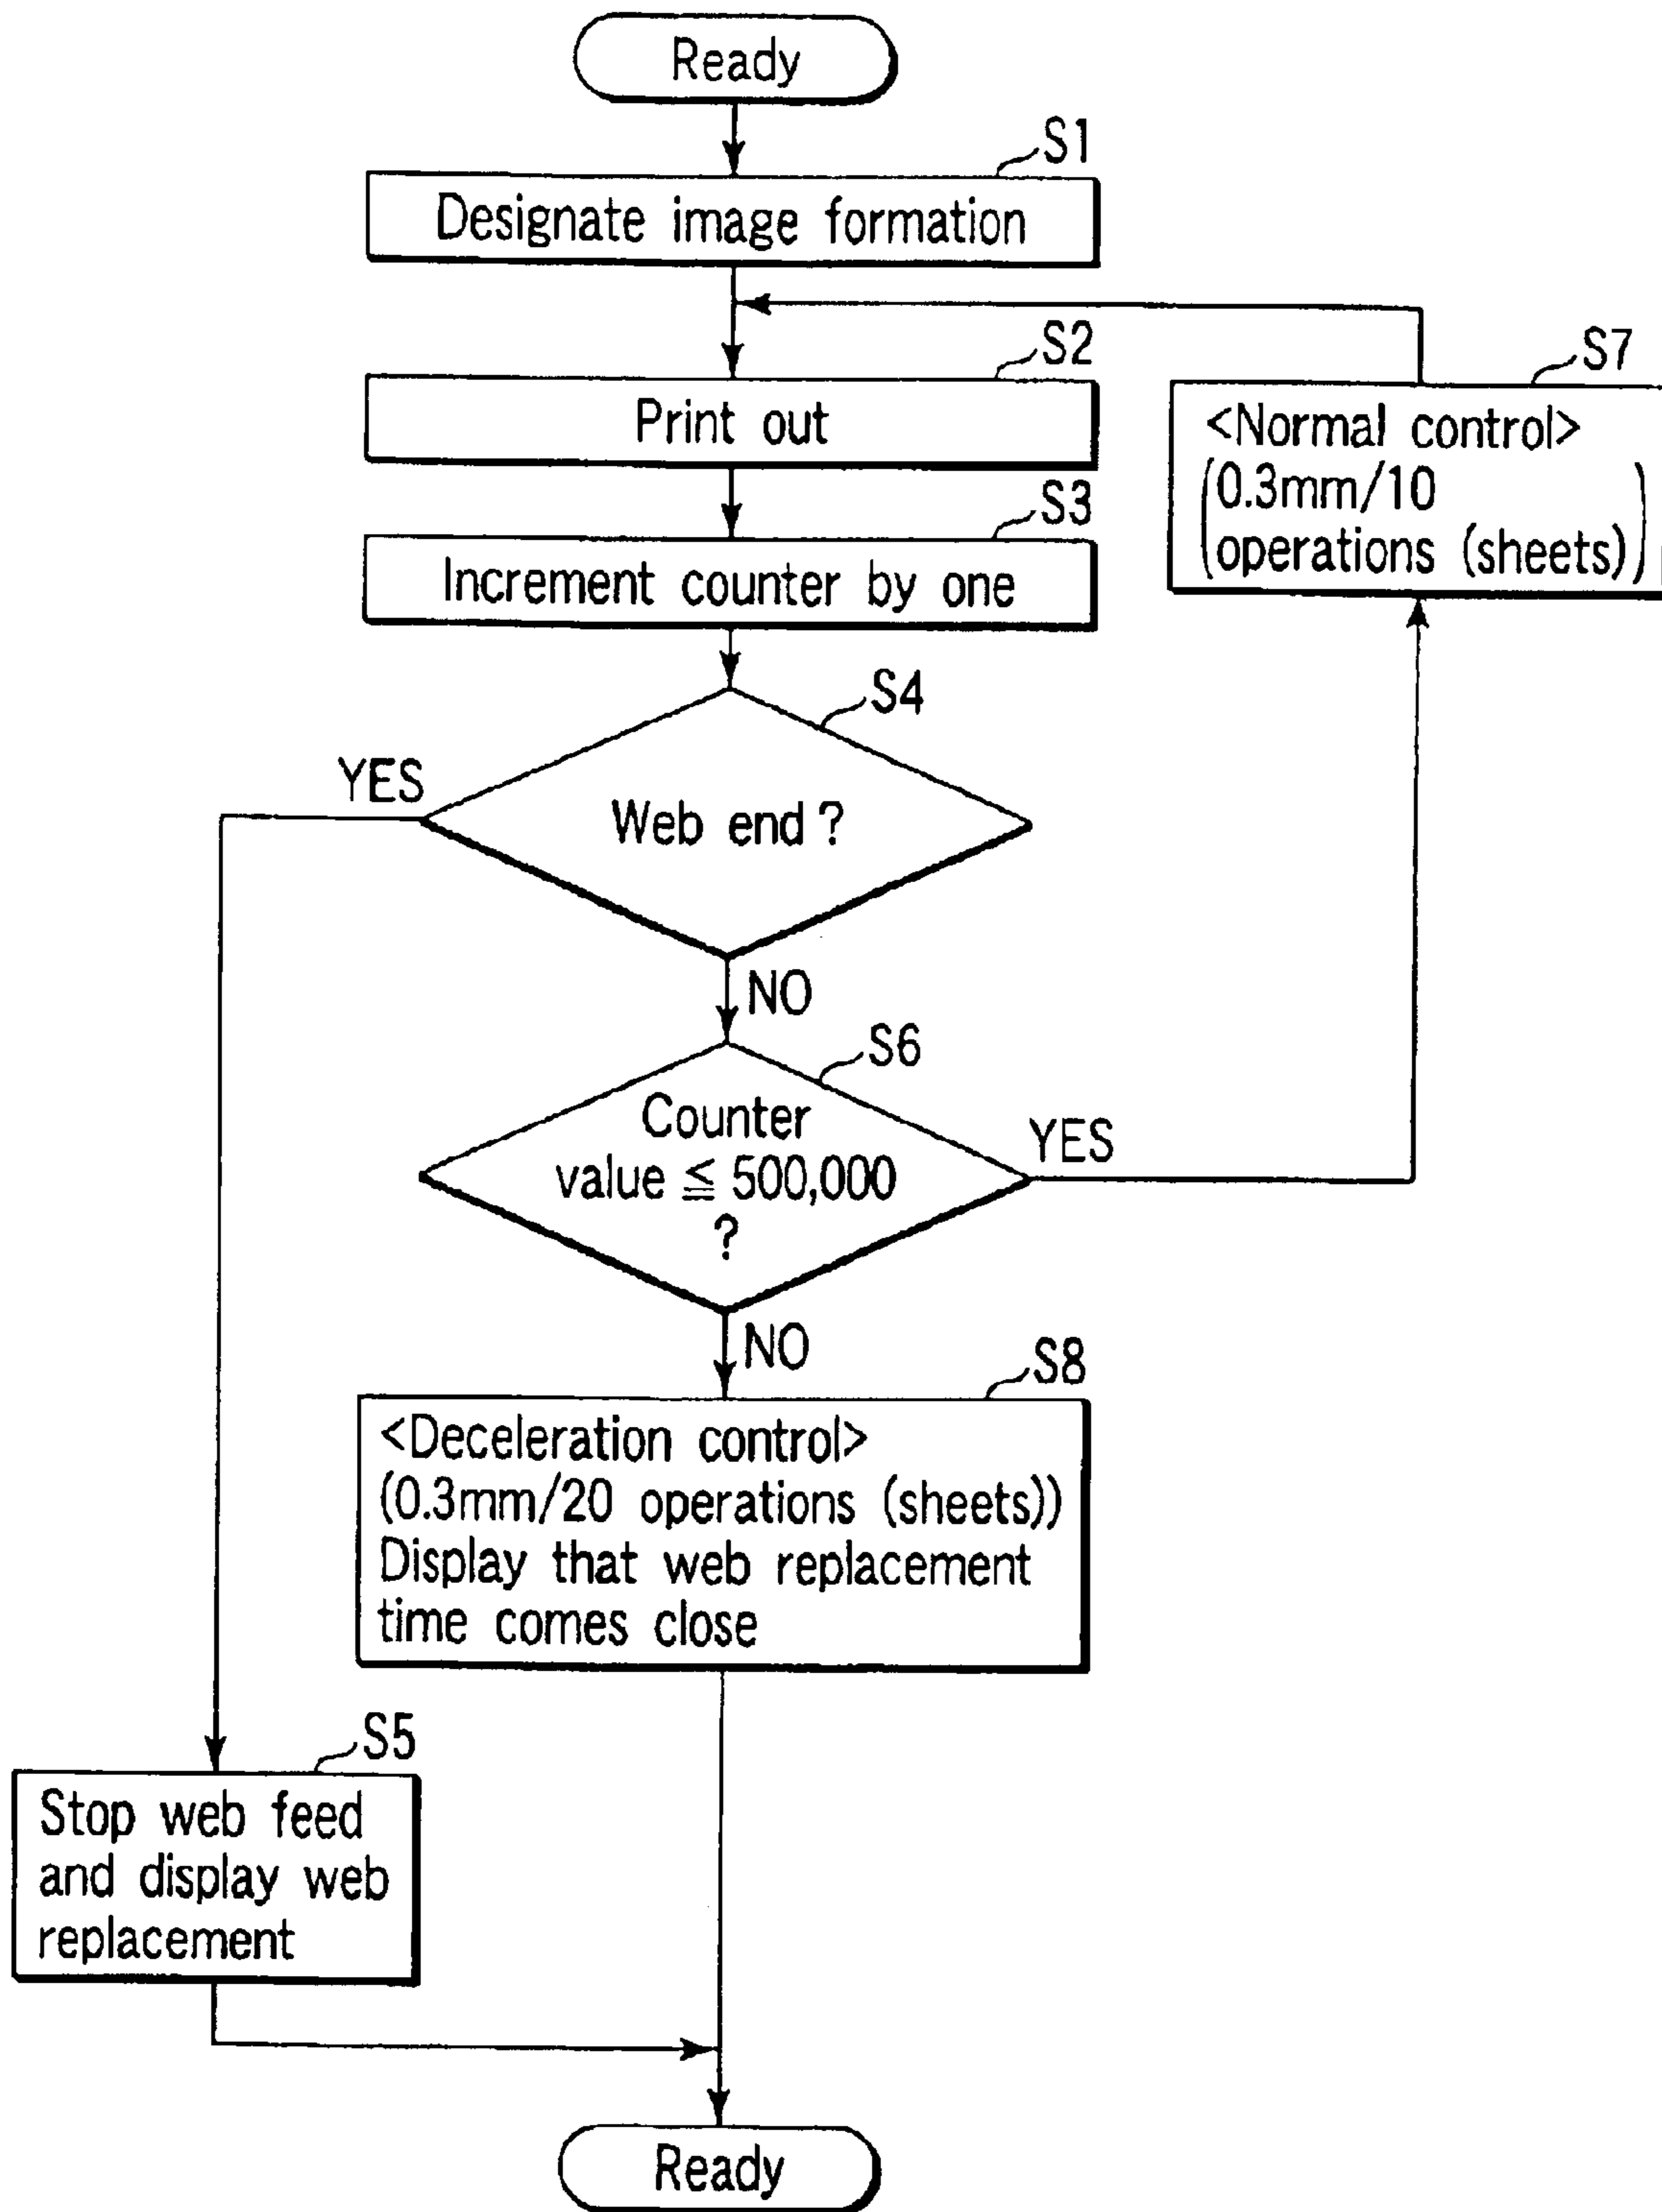 Ready
S1
Designate image formation
S2
Print out
S7
<Normal control>
(0.3mm/10
operations (sheets))
S3
Increment counter by one
S4
YES
Web end ?
NO
S6
Counter
value ≦ 500,000
?
YES
NO
S8
<Deceleration control>
(0.3mm/20 operations (sheets))
Display that web replacement
time comes close
S5
Stop web feed
and display web
replacement
Ready